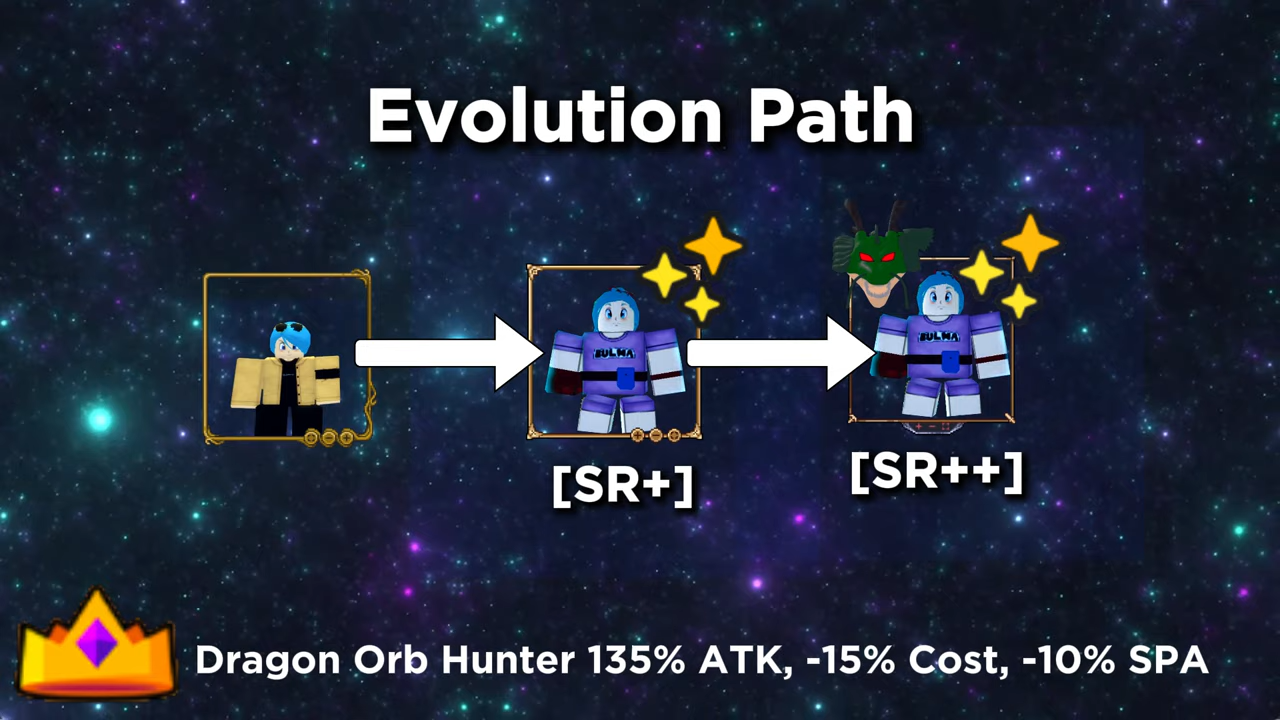 Evolution Path
BULMA
BULMA
[SR+]
[SR++]
Dragon Orb Hunter 135% ATK, -15% Cost, -10% SPA